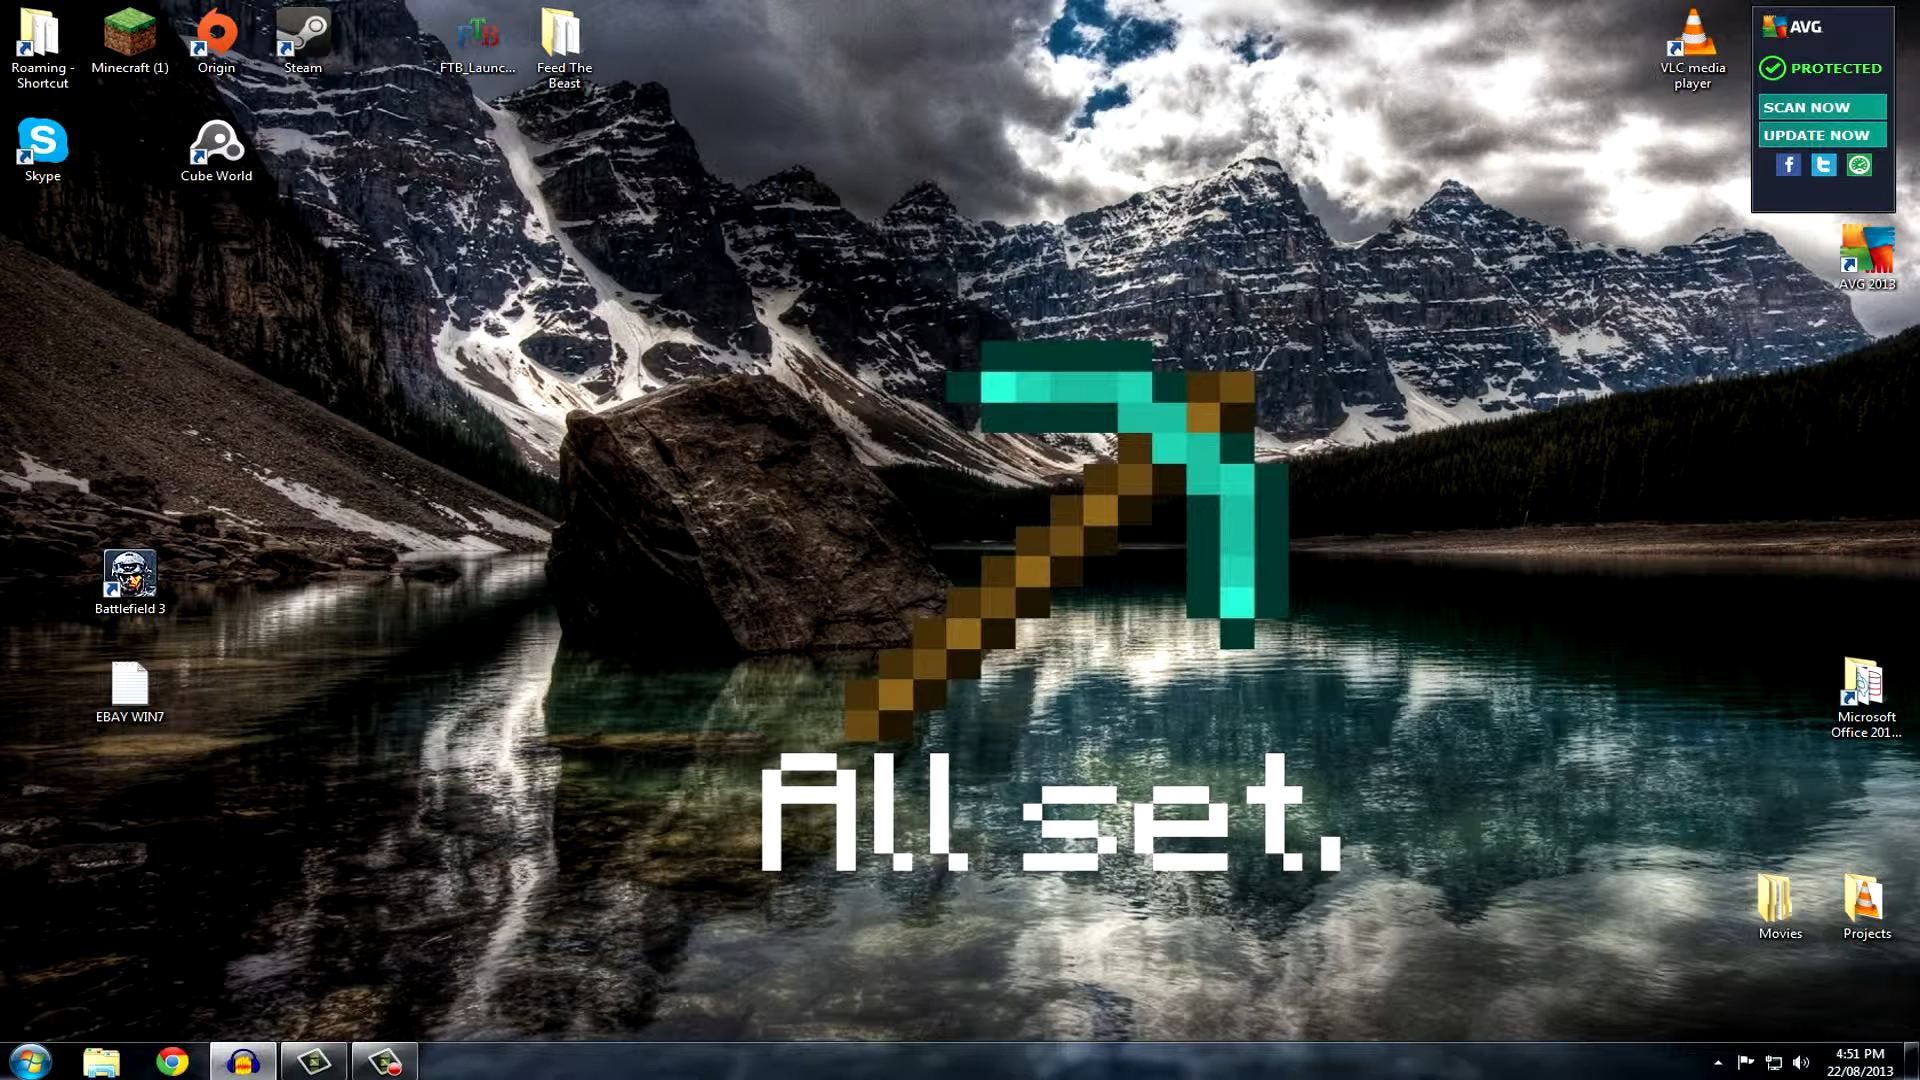 Roaming -
Shortcut
Minecraft (1)
Origin
Steam
FTB
FTB_Launc...
Feed The
Beast
VLC media
player
AVG
PROTECTED
SCAN NOW
UPDATE NOW
f
t
S
Skype
Cube World
AVG 2013
Battlefield 3
EBAY WIN7
Microsoft
Office 201...
All set.
Movies
Projects
4:51 PM
22/08/2013